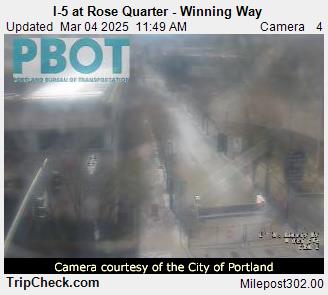 I-5 at Rose Quarter - Winning Way
Updated Mar 04 2025 11:49 AM Camera 4
PBOT
PORTLAND BUREAU OF TRANSPORTATION
Camera courtesy of the City of Portland
TripCheck.com Milepost302.00